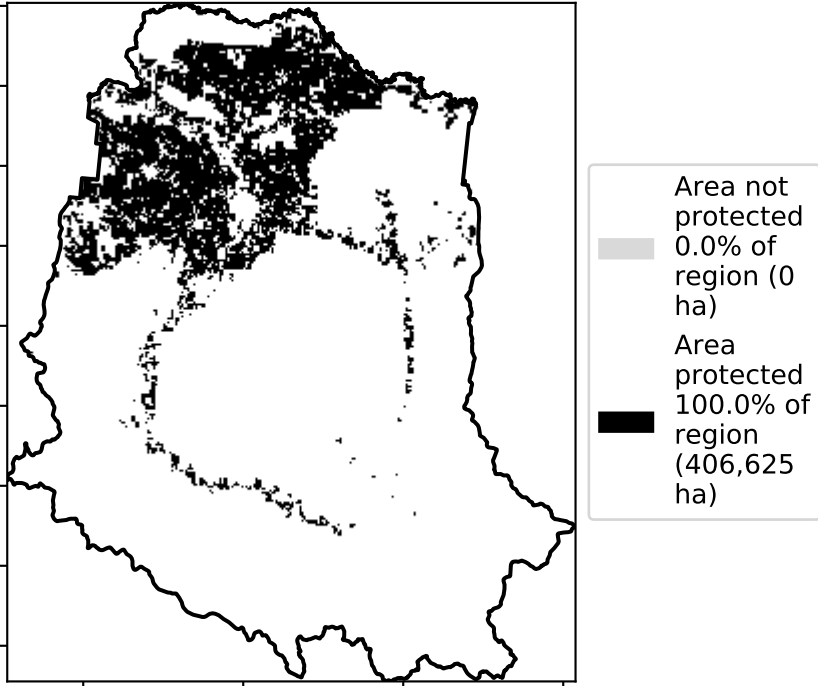 Area not
protected
0.0% of
region (0
ha)
Area
protected
100.0% of
region
(406,625
ha)